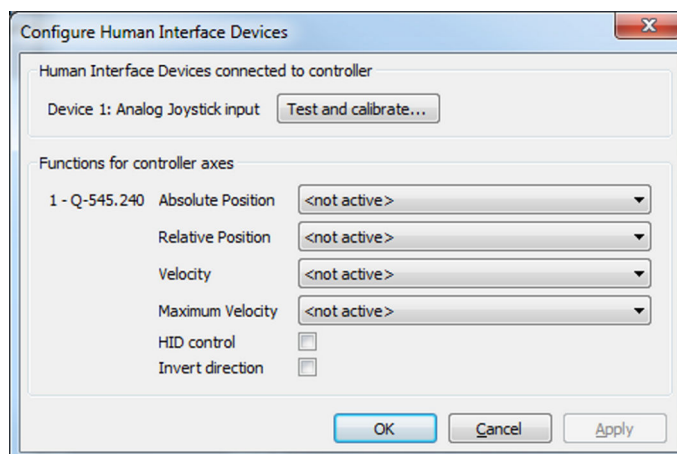 Configure Human Interface Devices
Human Interface Devices connected to controller
Device 1: Analog Joystick input Test and calibrate...
Functions for controller axes
1 - Q-545.240 Absolute Position <not active>
Relative Position <not active>
Velocity <not active>
Maximum Velocity <not active>
HID control
Invert direction
OK Cancel Apply